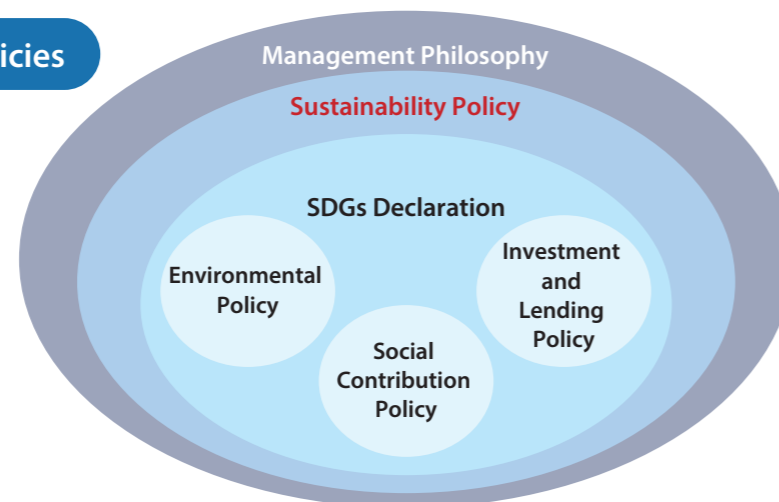 icies
Management Philosophy
Sustainability Policy
SDGs Declaration
Environmental
Policy
Investment
and
Lending
Policy
Social
Contribution
Policy